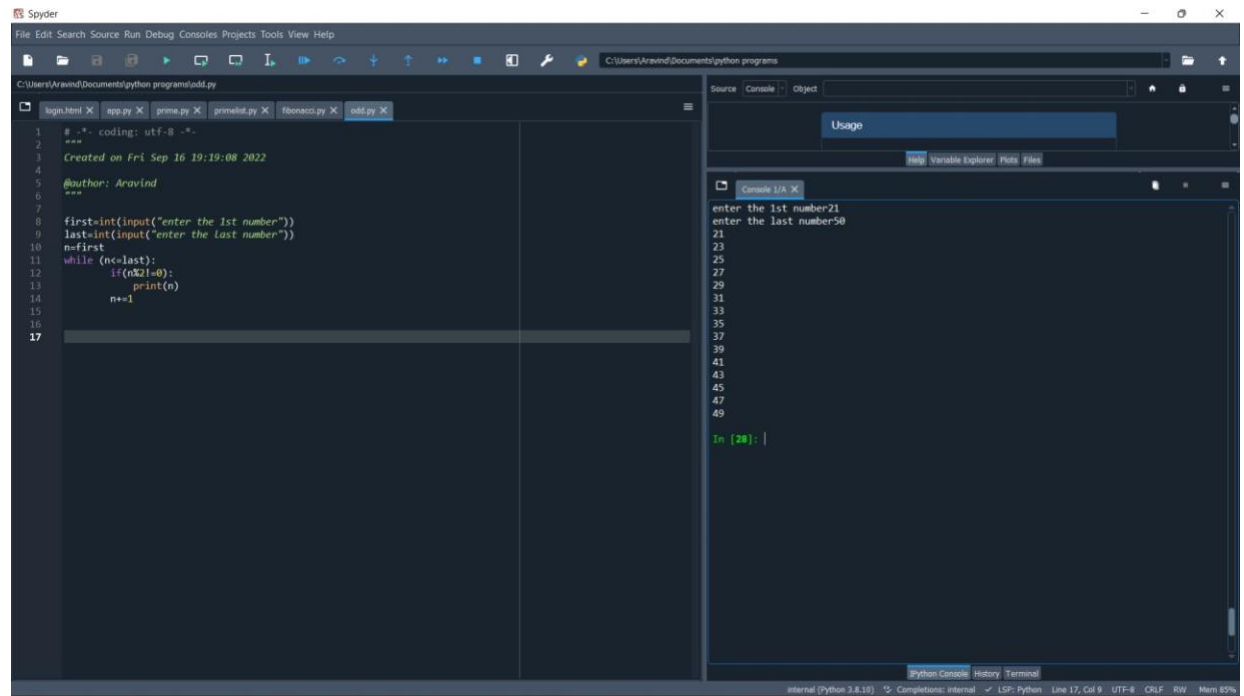 Spyder
File Edit Search Source Run Debug Consoles Projects Tools View Help
C:\Users\Aravind\Documents\python programs
C:\Users\Aravind\Documents\python programs\odd.py
login.html X app.py X prime.py X primelist.py X fibonacci.py X odd.py X
1 # -*- coding: utf-8 -*-
2 """
3 Created on Fri Sep 16 19:19:08 2022
4
5 @author: Aravind
6 """
7
8 first=int(input("enter the 1st number"))
9 last=int(input("enter the last number"))
10 n=first
11 while (n<=last):
12 if(n%2!=0):
13 print(n)
14 n+=1
15
16
17
Source Console Object
Usage
Help Variable Explorer Plots Files
Console 1/A X
enter the 1st number21
enter the last number50
21
23
25
27
29
31
33
35
37
39
41
43
45
47
49
In [28]:
IPython Console History Terminal
internal (Python 3.8.10) Completions: internal LSP: Python Line 17, Col 9 UTF-8 CRLF RW Mem 85%